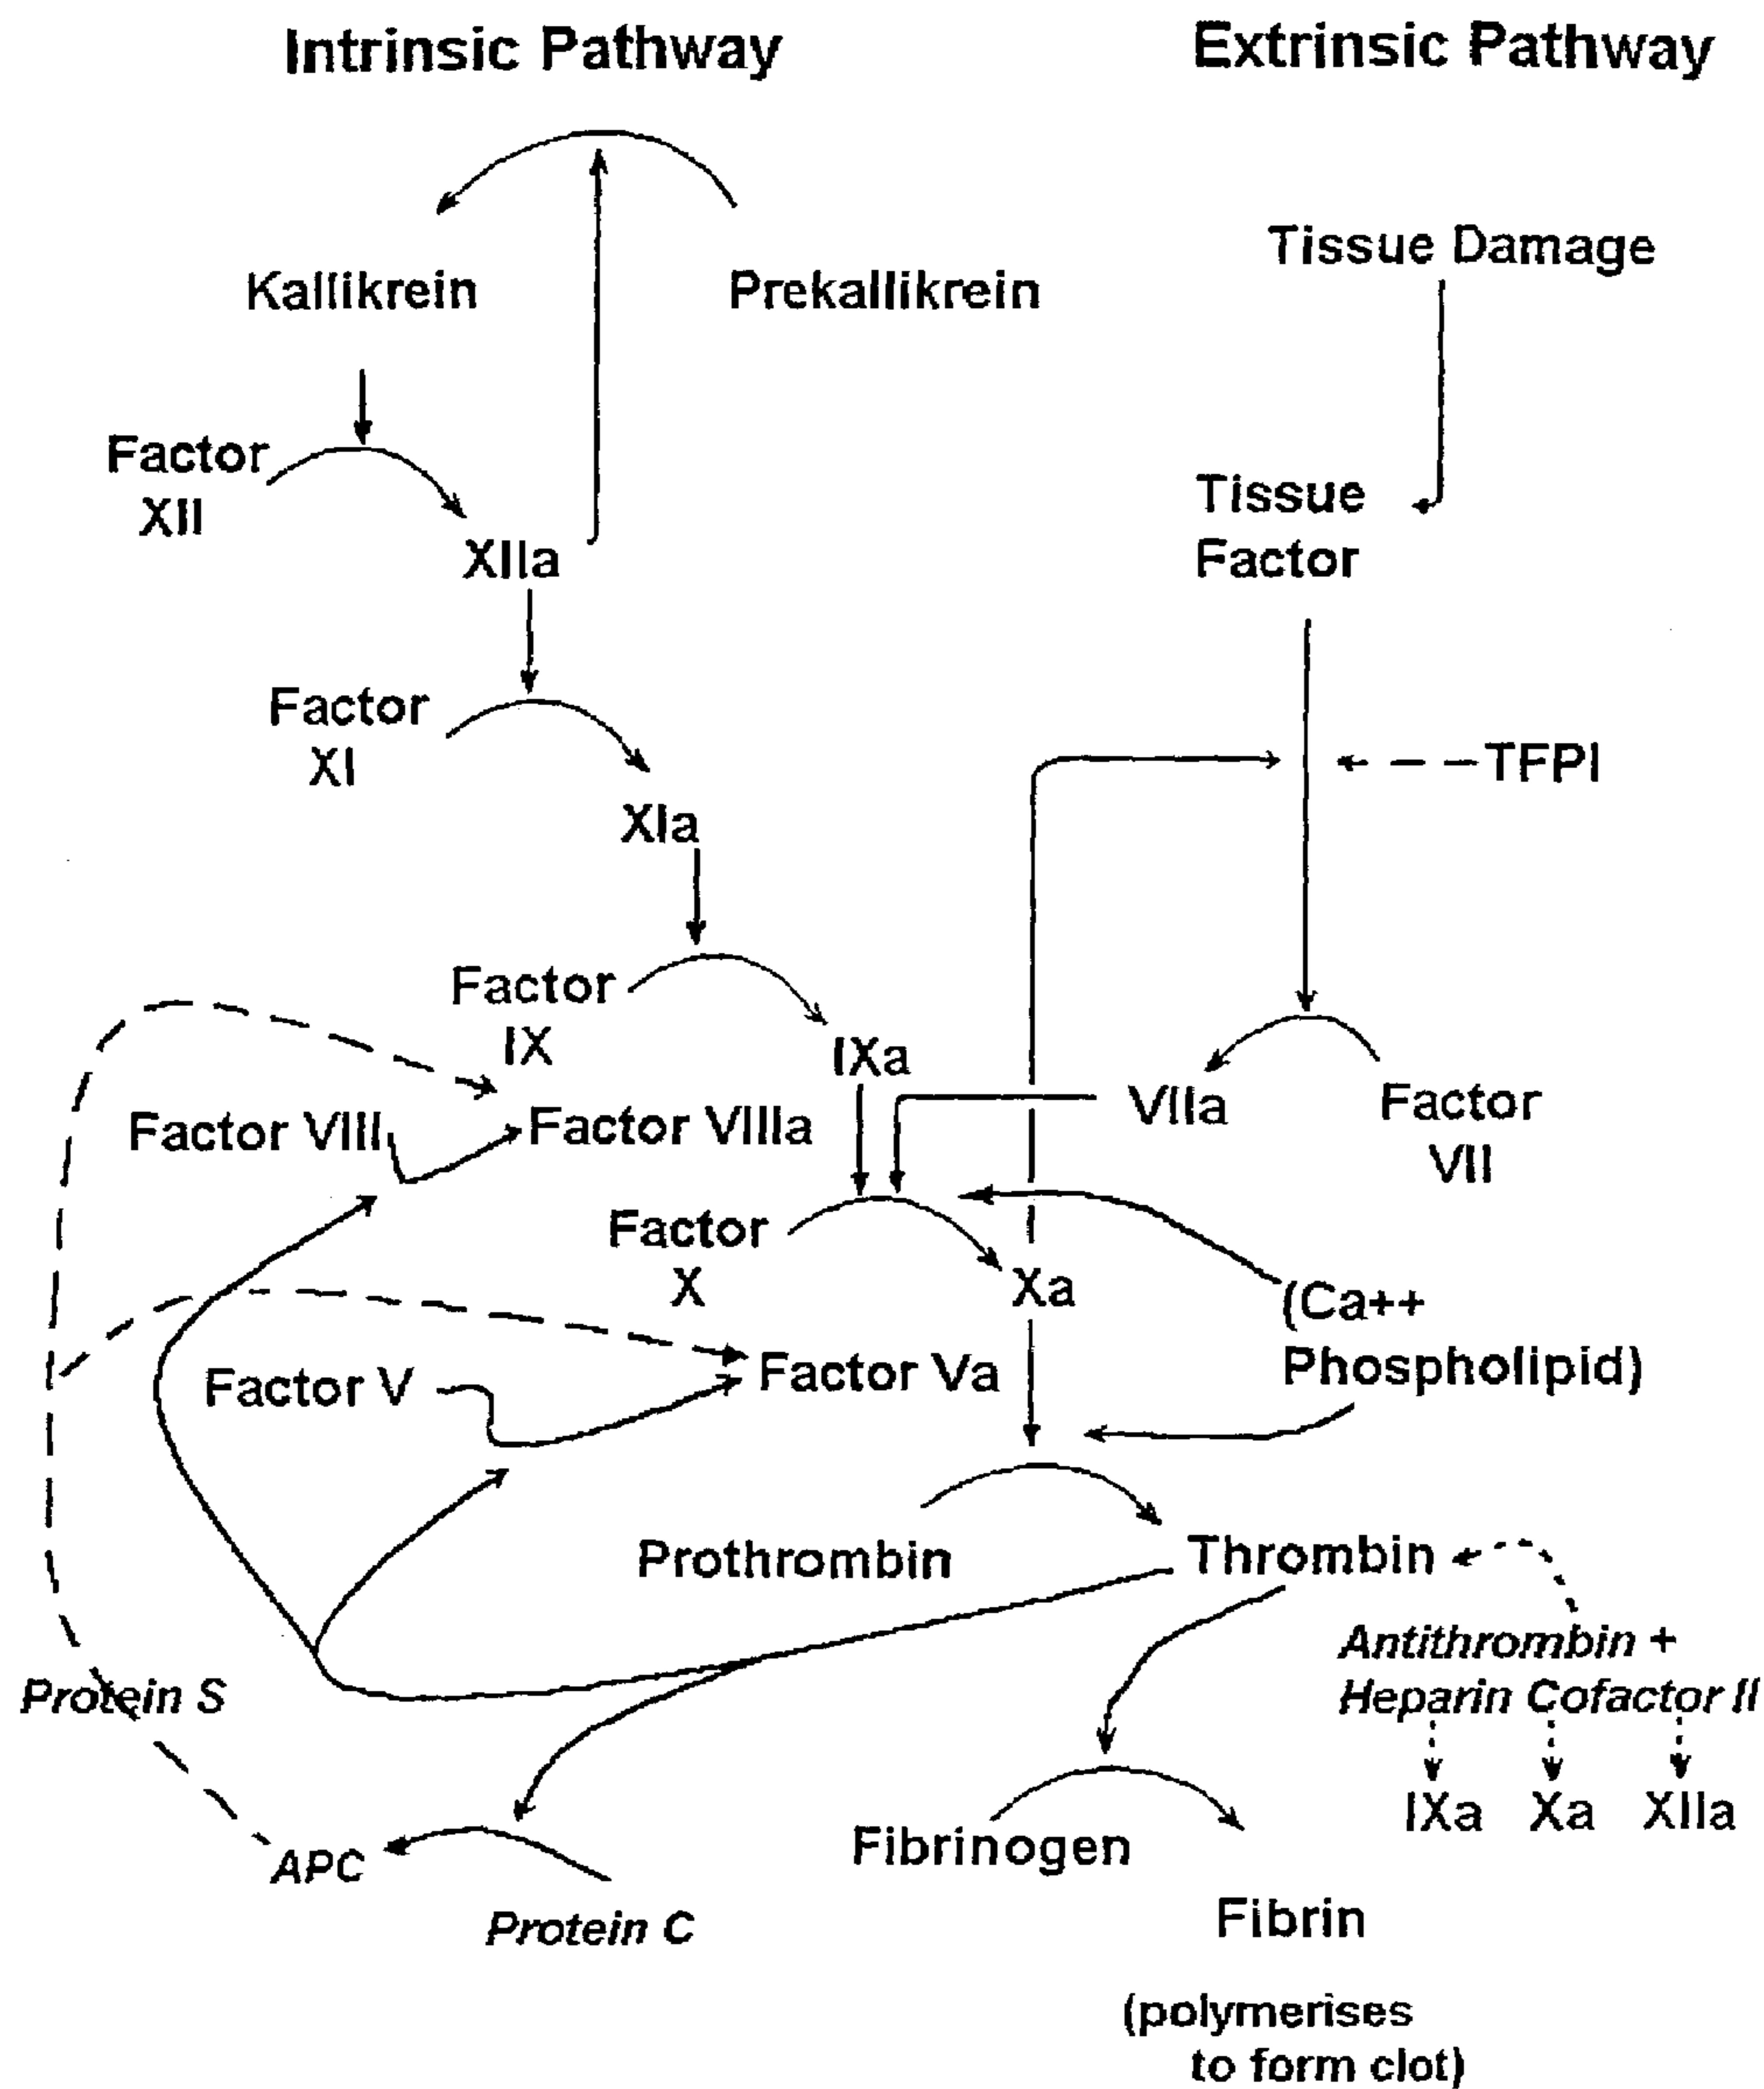 Intrinsic Pathway
Extrinsic Pathway
Tissue Damage
Kallikrein
Prekallikrein
Factor
XII
Tissue
Factor
XIIa
Factor
XI
TFPI
XIa
Factor
IX
IXa
VIIa
Factor
VII
Factor VIII
Factor VIIIa
Factor
X
Xa
(Ca++
Phospholipid)
Factor V
Factor Va
Prothrombin
Thrombin
Antithrombin +
Heparin Cofactor II
Protein S
IXa
Xa
XIIa
APC
Fibrinogen
Protein C
Fibrin
(polymerises
to form clot)